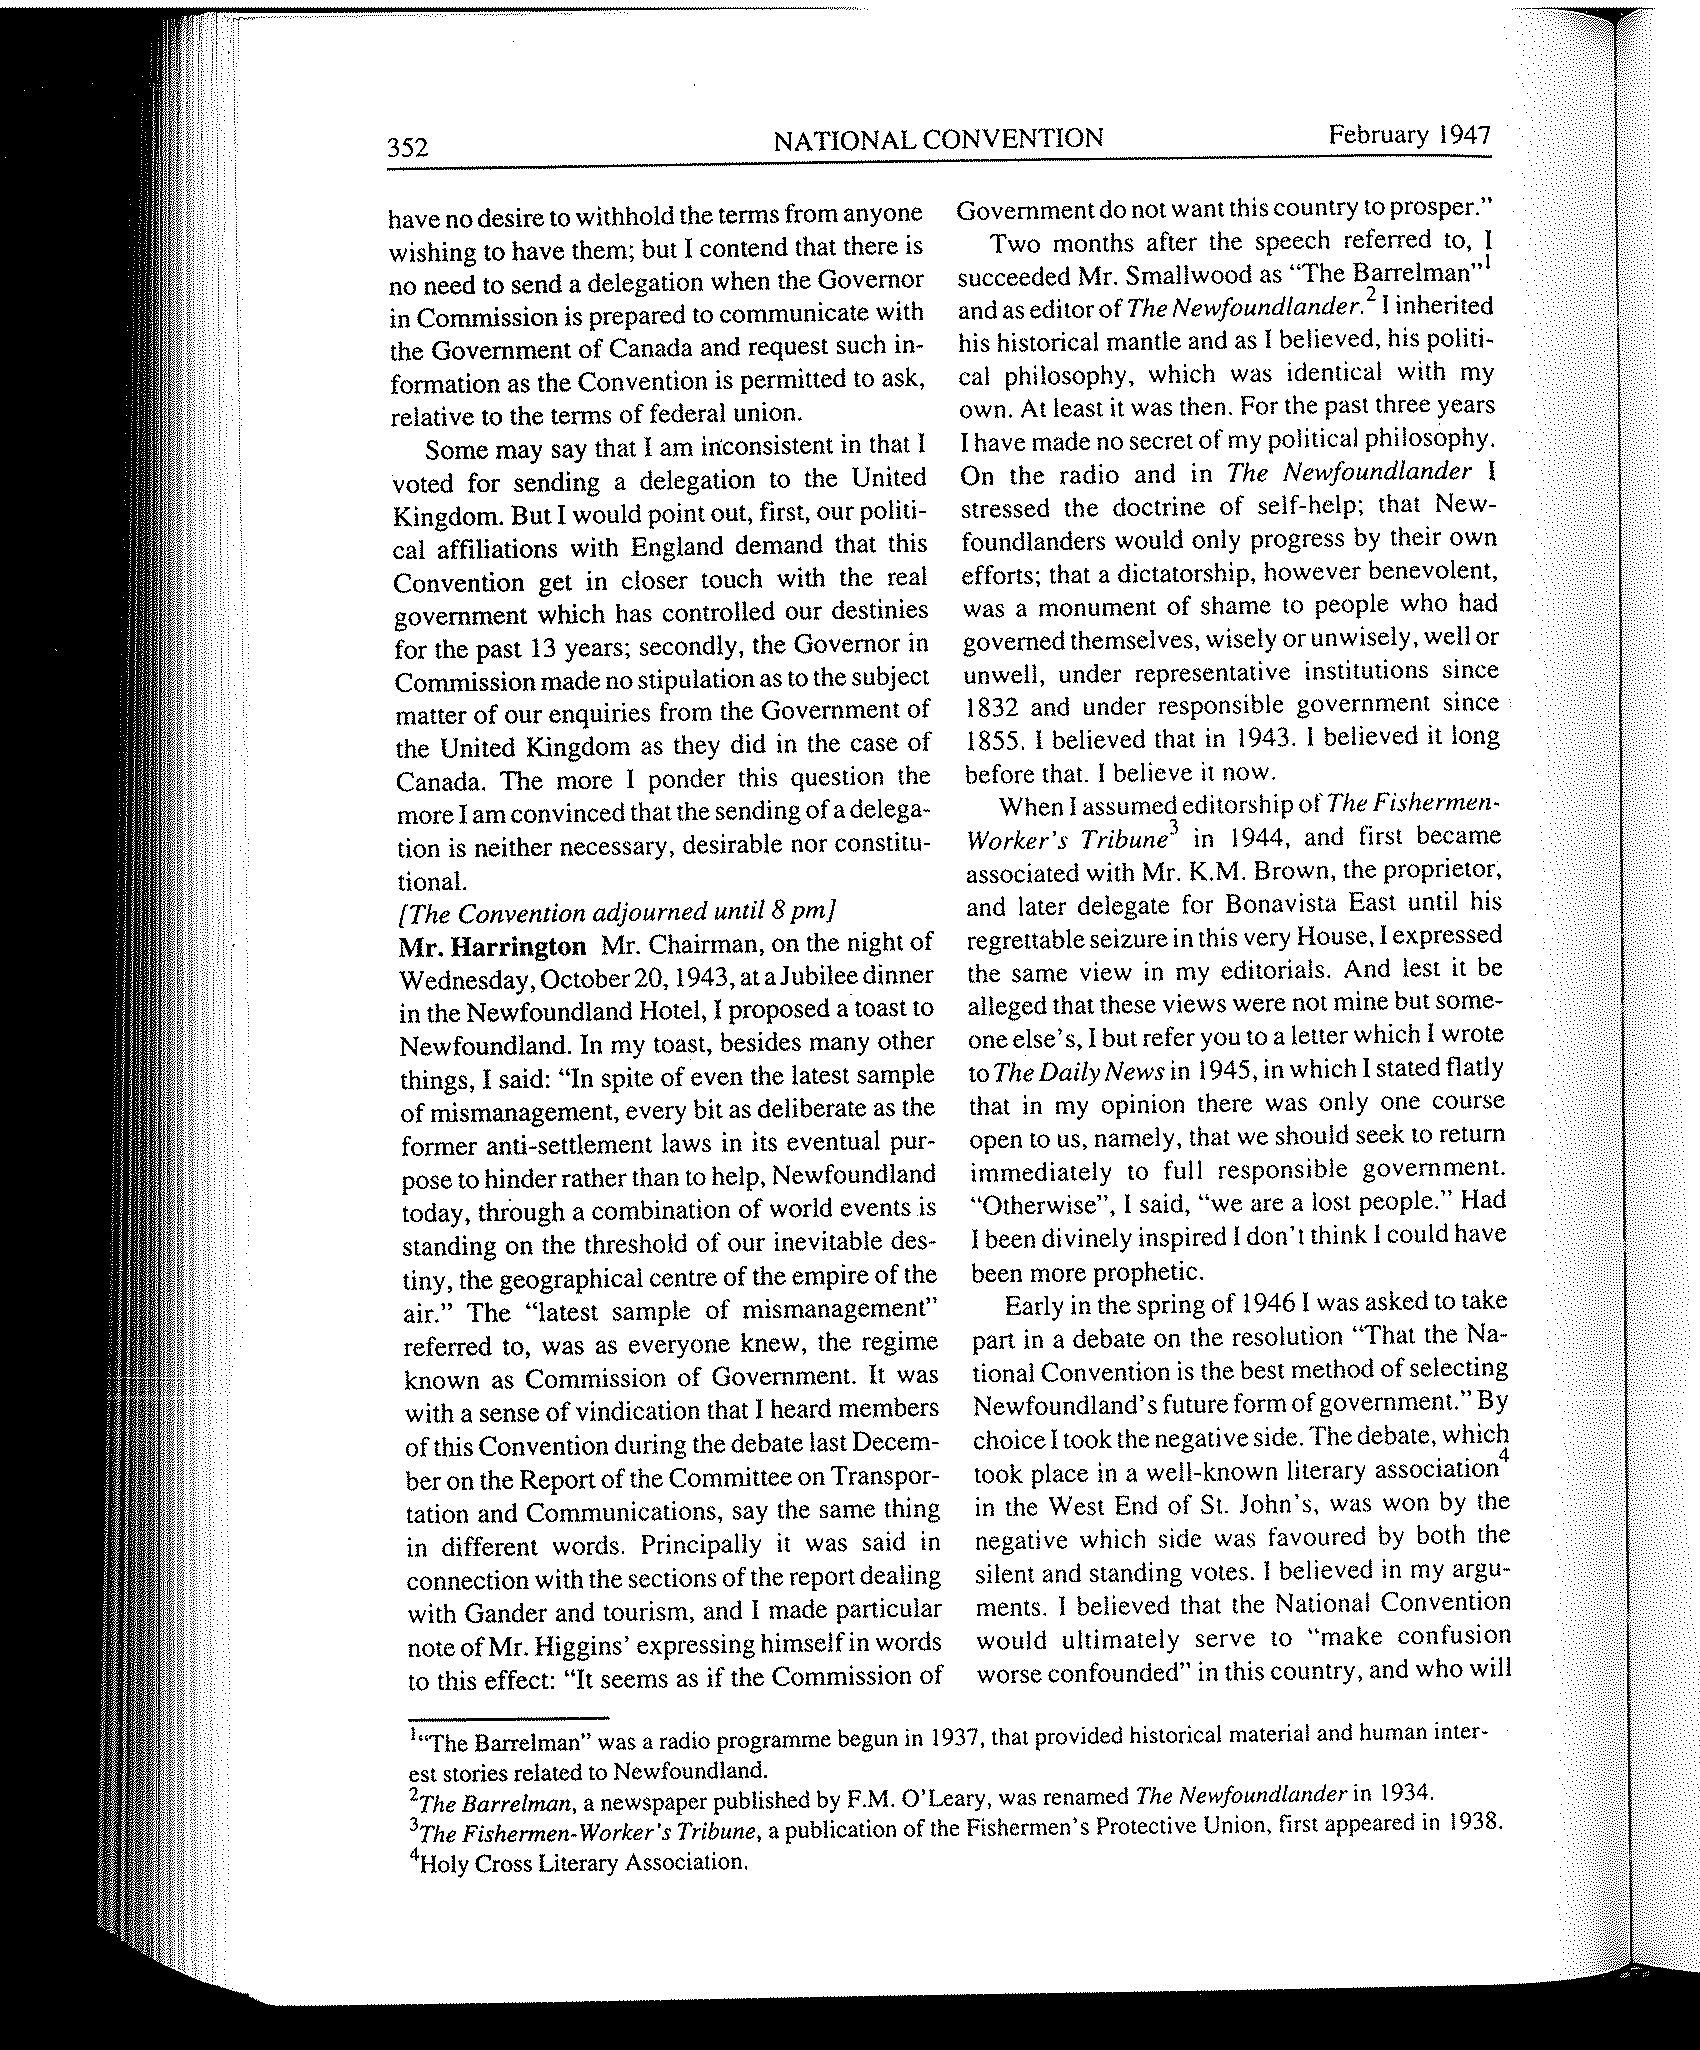 352
NATIONAL CONVENTION
February 1947
have no desire to withhold the terms from anyone
wishing to have them; but I contend that there is
no need to send a delegation when the Governor
in Commission is prepared to communicate with
the Government of Canada and request such in-
formation as the Convention is permitted to ask,
relative to the terms of federal union.
Some may say that I am inconsistent in that I
voted for sending a delegation to the United
Kingdom. But I would point out, first, our politi-
cal affiliations with England demand that this
Convention get in closer touch with the real
government which has controlled our destinies
for the past 13 years; secondly, the Governor in
Commission made no stipulation as to the subject
matter of our enquiries from the Government of
the United Kingdom as they did in the case of
Canada. The more I ponder this question the
more I am convinced that the sending of a delega-
tion is neither necessary, desirable nor constitu-
tional.
[The Convention adjourned until 8 pm]
Mr. Harrington Mr. Chairman, on the night of
Wednesday, October 20, 1943, at a Jubilee dinner
in the Newfoundland Hotel, I proposed a toast to
Newfoundland. In my toast, besides many other
things, I said: “In spite of even the latest sample
of mismanagement, every bit as deliberate as the
former anti-settlement laws in its eventual pur-
pose to hinder rather than to help, Newfoundland
today, through a combination of world events is
standing on the threshold of our inevitable des-
tiny, the geographical centre of the empire of the
air.” The “latest sample of mismanagement”
referred to, was as everyone knew, the regime
known as Commission of Government. It was
with a sense of vindication that I heard members
of this Convention during the debate last Decem-
ber on the Report of the Committee on Transpor-
tation and Communications, say the same thing
in different words. Principally it was said in
connection with the sections of the report dealing
with Gander and tourism, and I made particular
note of Mr. Higgins’ expressing himself in words
to this effect: “It seems as if the Commission of
Government do not want this country to prosper.”
Two months after the speech referred to, I
succeeded Mr. Smallwood as “The Barrelman”1
and as editor of The Newfoundlander.2 I inherited
his historical mantle and as I believed, his politi-
cal philosophy, which was identical with my
own. At least it was then. For the past three years
I have made no secret of my political philosophy.
On the radio and in The Newfoundlander I
stressed the doctrine of self-help; that New-
foundlanders would only progress by their own
efforts; that a dictatorship, however benevolent,
was a monument of shame to people who had
governed themselves, wisely or unwisely, well or
unwell, under representative institutions since
1832 and under responsible government since
1855. I believed that in 1943. I believed it long
before that. I believe it now.
When I assumed editorship of The Fishermen-
Worker’s Tribune3 in 1944, and first became
associated with Mr. K.M. Brown, the proprietor,
and later delegate for Bonavista East until his
regrettable seizure in this very House, I expressed
the same view in my editorials. And lest it be
alleged that these views were not mine but some-
one else’s, I but refer you to a letter which I wrote
to The Daily News in 1945, in which I stated flatly
that in my opinion there was only one course
open to us, namely, that we should seek to return
immediately to full responsible government.
“Otherwise”, I said, “we are a lost people.” Had
I been divinely inspired I don’t think I could have
been more prophetic.
Early in the spring of 1946 I was asked to take
part in a debate on the resolution “That the Na-
tional Convention is the best method of selecting
Newfoundland’s future form of government.” By
choice I took the negative side. The debate, which
took place in a well-known literary association4
in the West End of St. John’s, was won by the
negative which side was favoured by both the
silent and standing votes. I believed in my argu-
ments. I believed that the National Convention
would ultimately serve to “make confusion
worse confounded” in this country, and who will
1“The Barrelman” was a radio programme begun in 1937, that provided historical material and human inter-
est stories related to Newfoundland.
2The Barrelman, a newspaper published by F.M. O’Leary, was renamed The Newfoundlander in 1934.
3The Fishermen-Worker’s Tribune, a publication of the Fishermen’s Protective Union, first appeared in 1938.
4Holy Cross Literary Association.